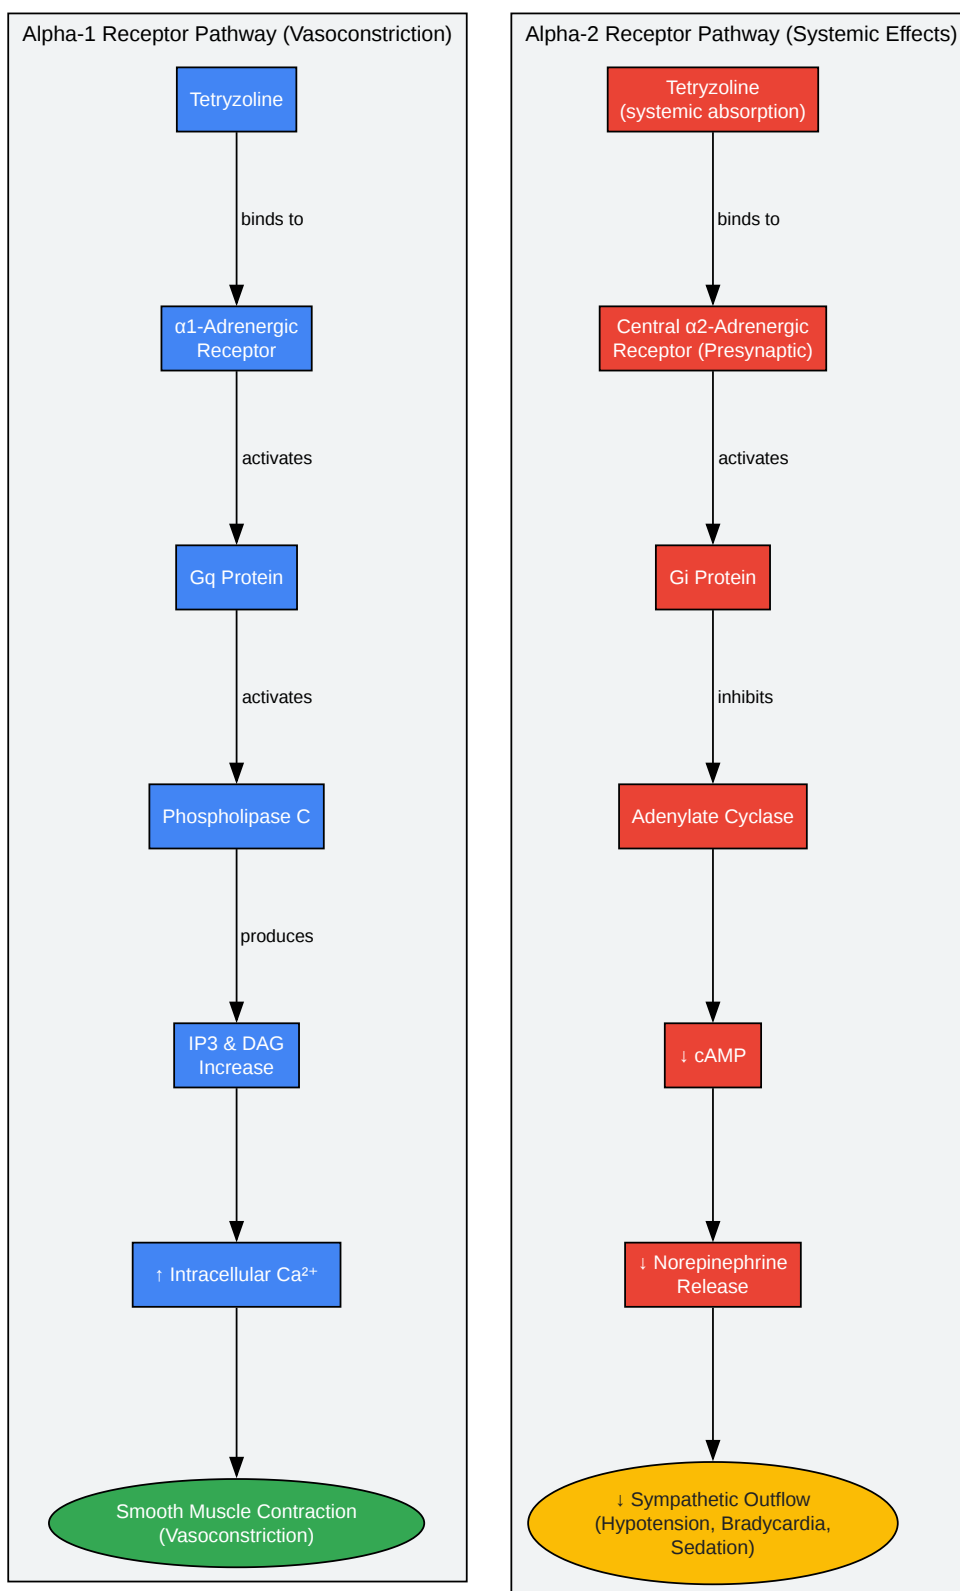 Alpha-1 Receptor Pathway (Vasoconstriction)
Tetryzoline
binds to
α1-Adrenergic
Receptor
activates
Gq Protein
activates
Phospholipase C
produces
IP3 & DAG
Increase
↑ Intracellular Ca²⁺
Smooth Muscle Contraction
(Vasoconstriction)
Alpha-2 Receptor Pathway (Systemic Effects)
Tetryzoline
(systemic absorption)
binds to
Central α2-Adrenergic
Receptor (Presynaptic)
activates
Gi Protein
inhibits
Adenylate Cyclase
↓ cAMP
↓ Norepinephrine
Release
↓ Sympathetic Outflow
(Hypotension, Bradycardia,
Sedation)